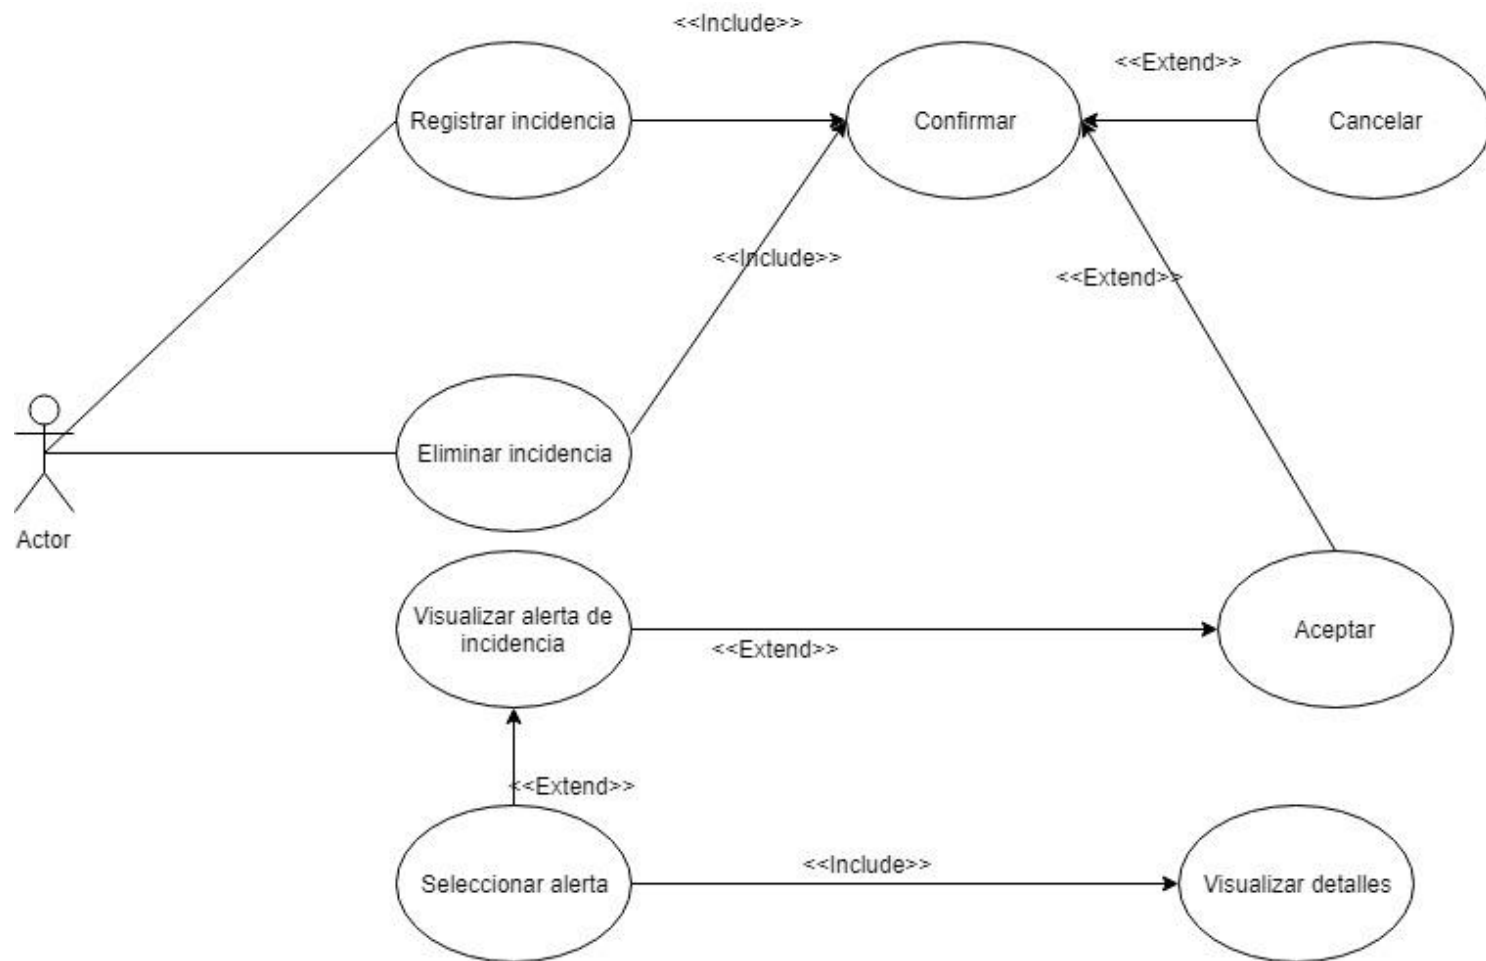 <<Include>>
<<Extend>>
Registrar incidencia
Confirmar
Cancelar
<<Include>>
<<Extend>>
Eliminar incidencia
Actor
Visualizar alerta de
incidencia
<<Extend>>
Aceptar
<<Extend>>
Seleccionar alerta
<<Include>>
Visualizar detalles